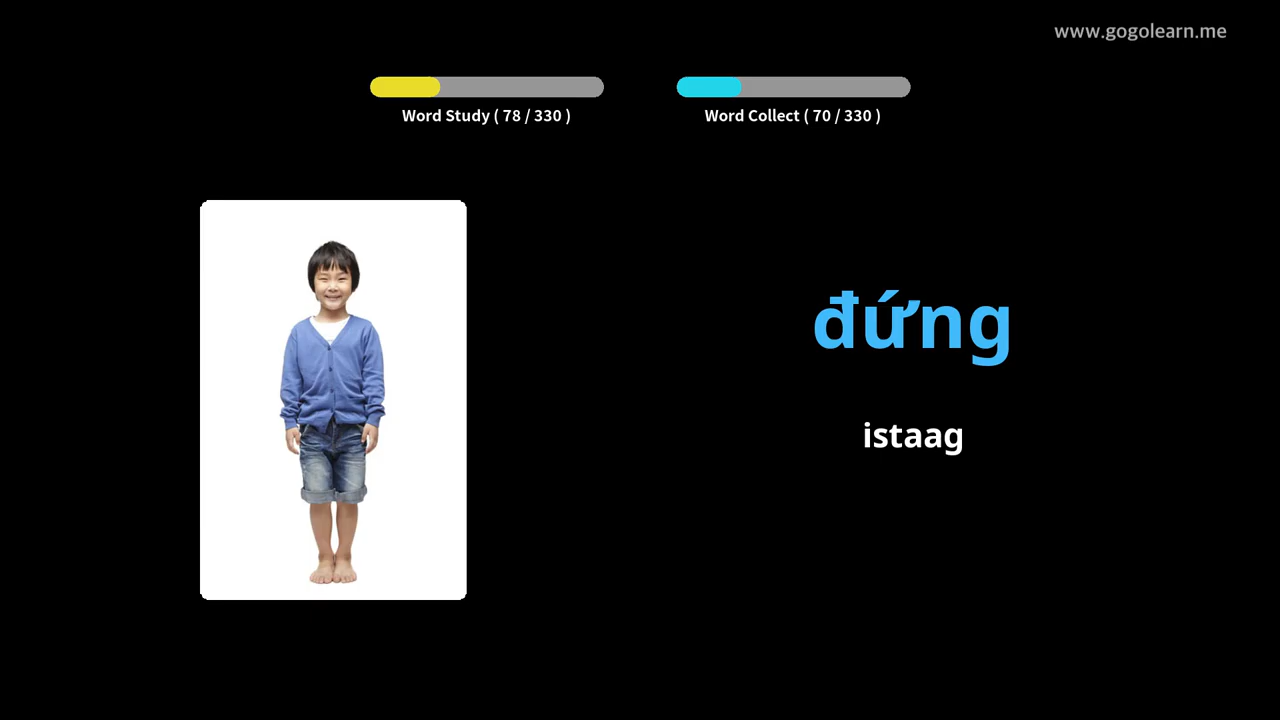 www.gogolearn.me
Word Study ( 78 / 330 )
Word Collect ( 70 / 330 )
đứng
istaag